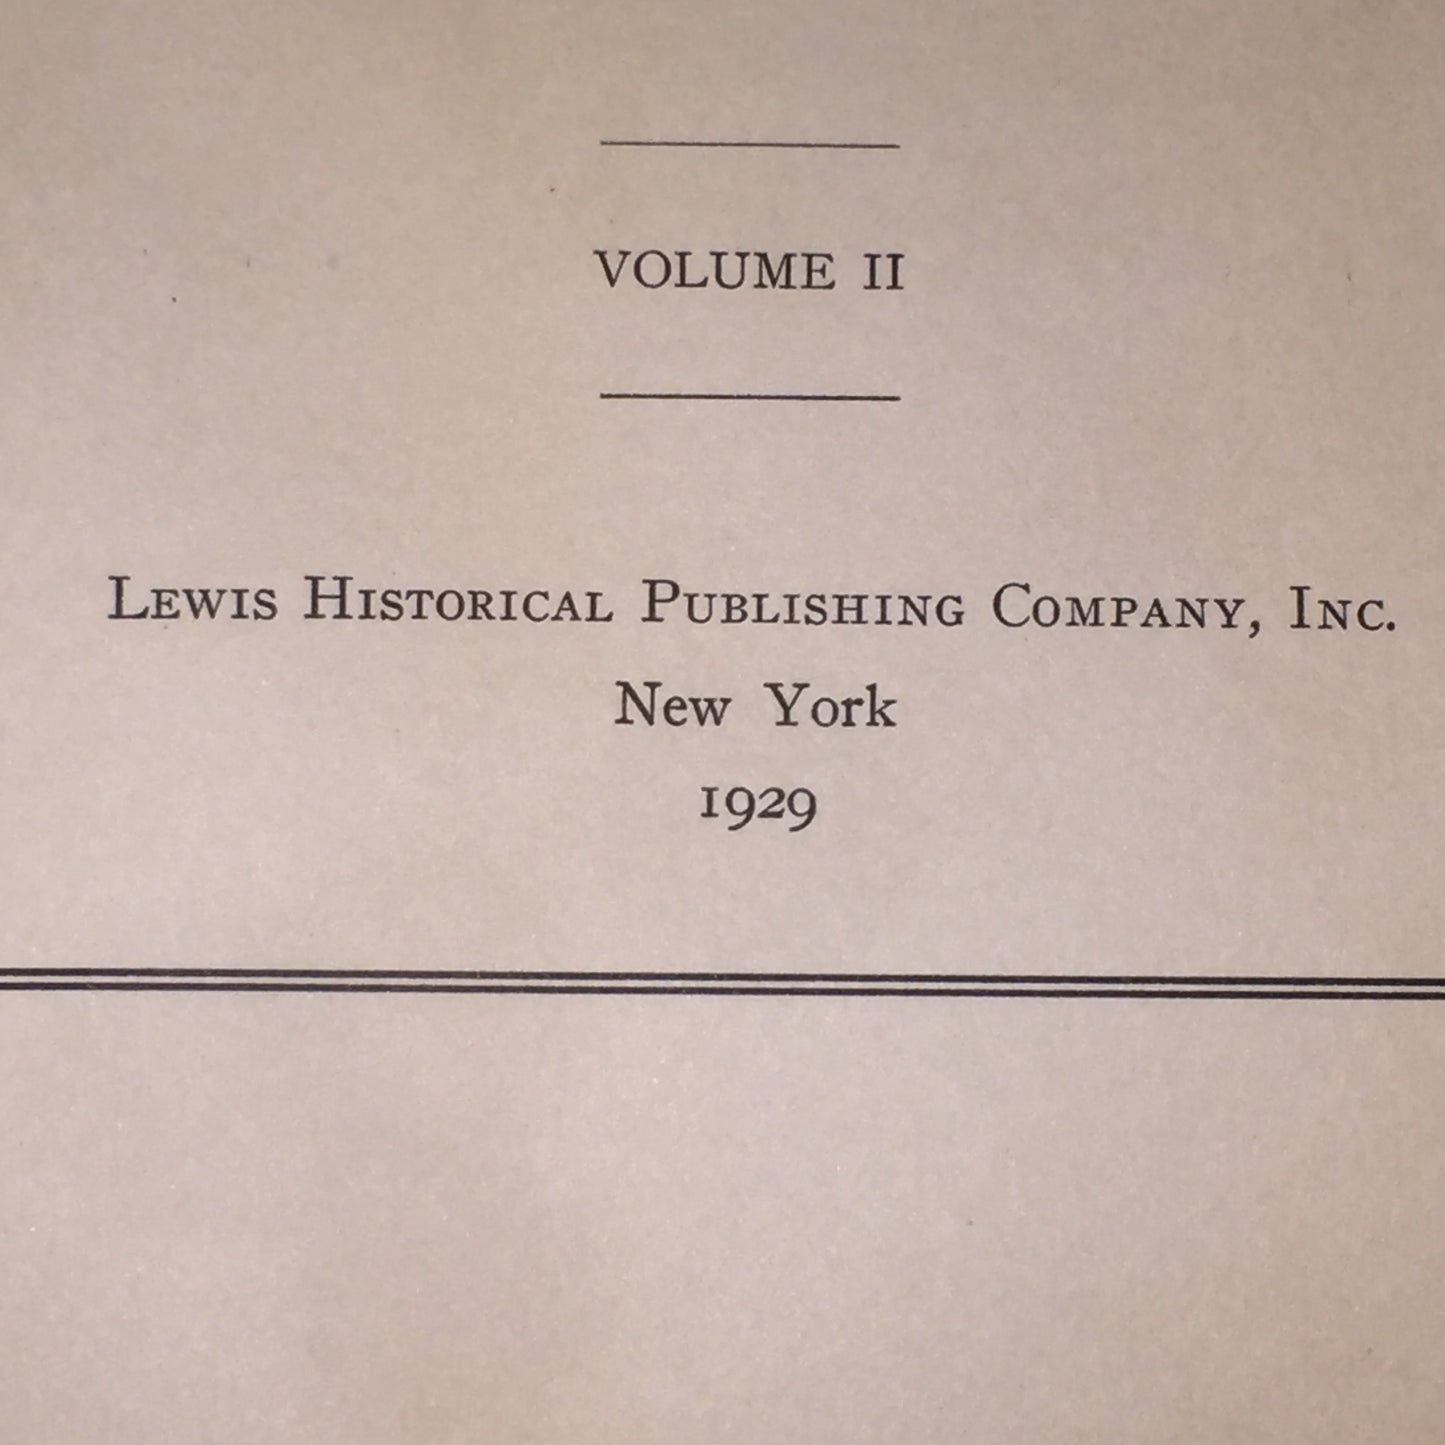 VOLUME II
LEWIS HISTORICAL PUBLISHING COMPANY, INC.
New York
1929